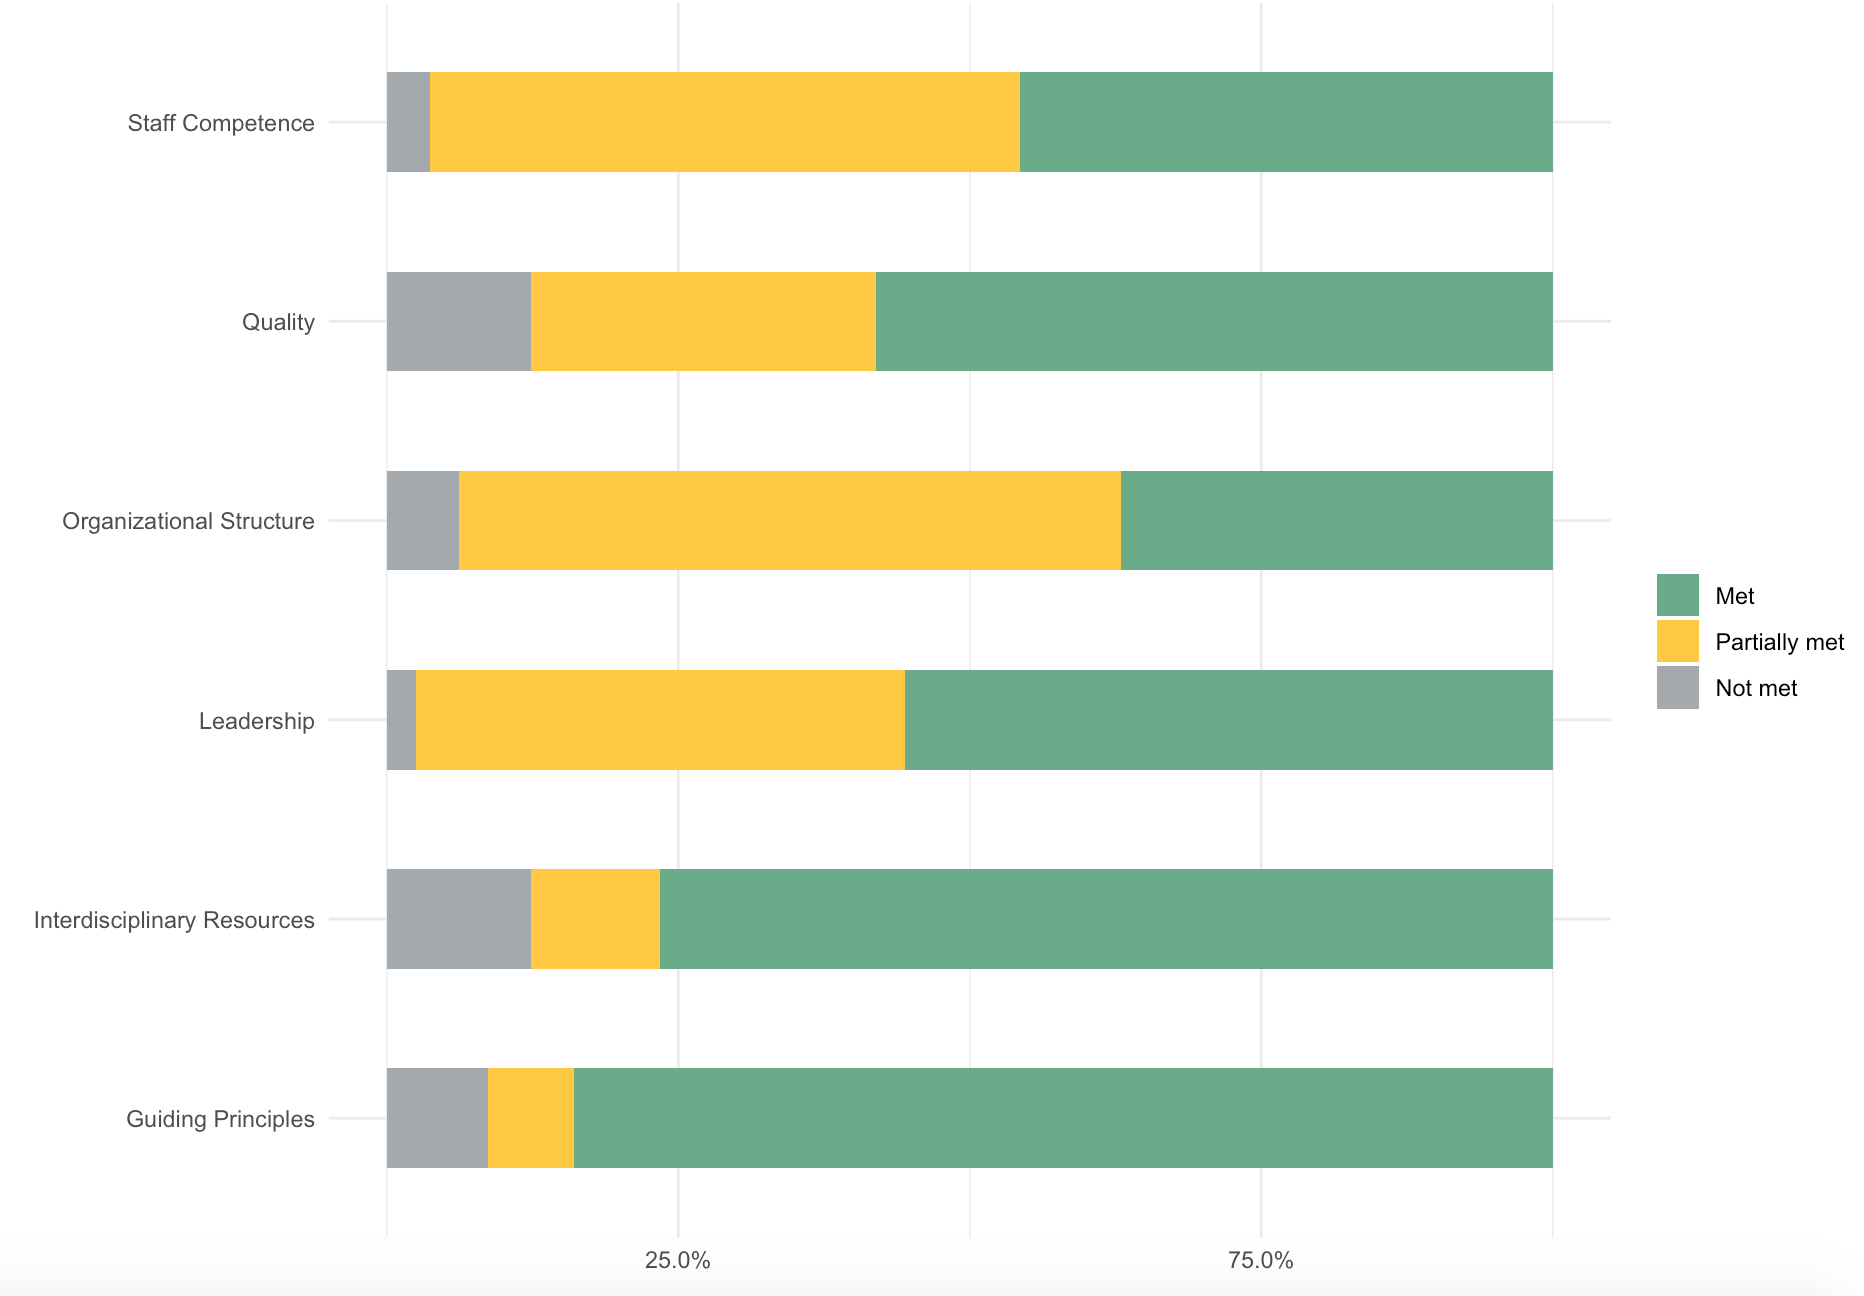 Staff Competence
Quality
Organizational Structure
Leadership
Interdisciplinary Resources
Guiding Principles
25.0%
75.0%
Met
Partially met
Not met